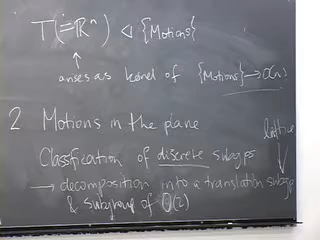 T(≅ℝⁿ) ◁ {Motions}
↑
arises as kernel of {Motions} → O(n)
2 Motions in the plane
lattice
Classification of discrete subgps
→ decomposition into a translation subgp
& subgroup of O(2)